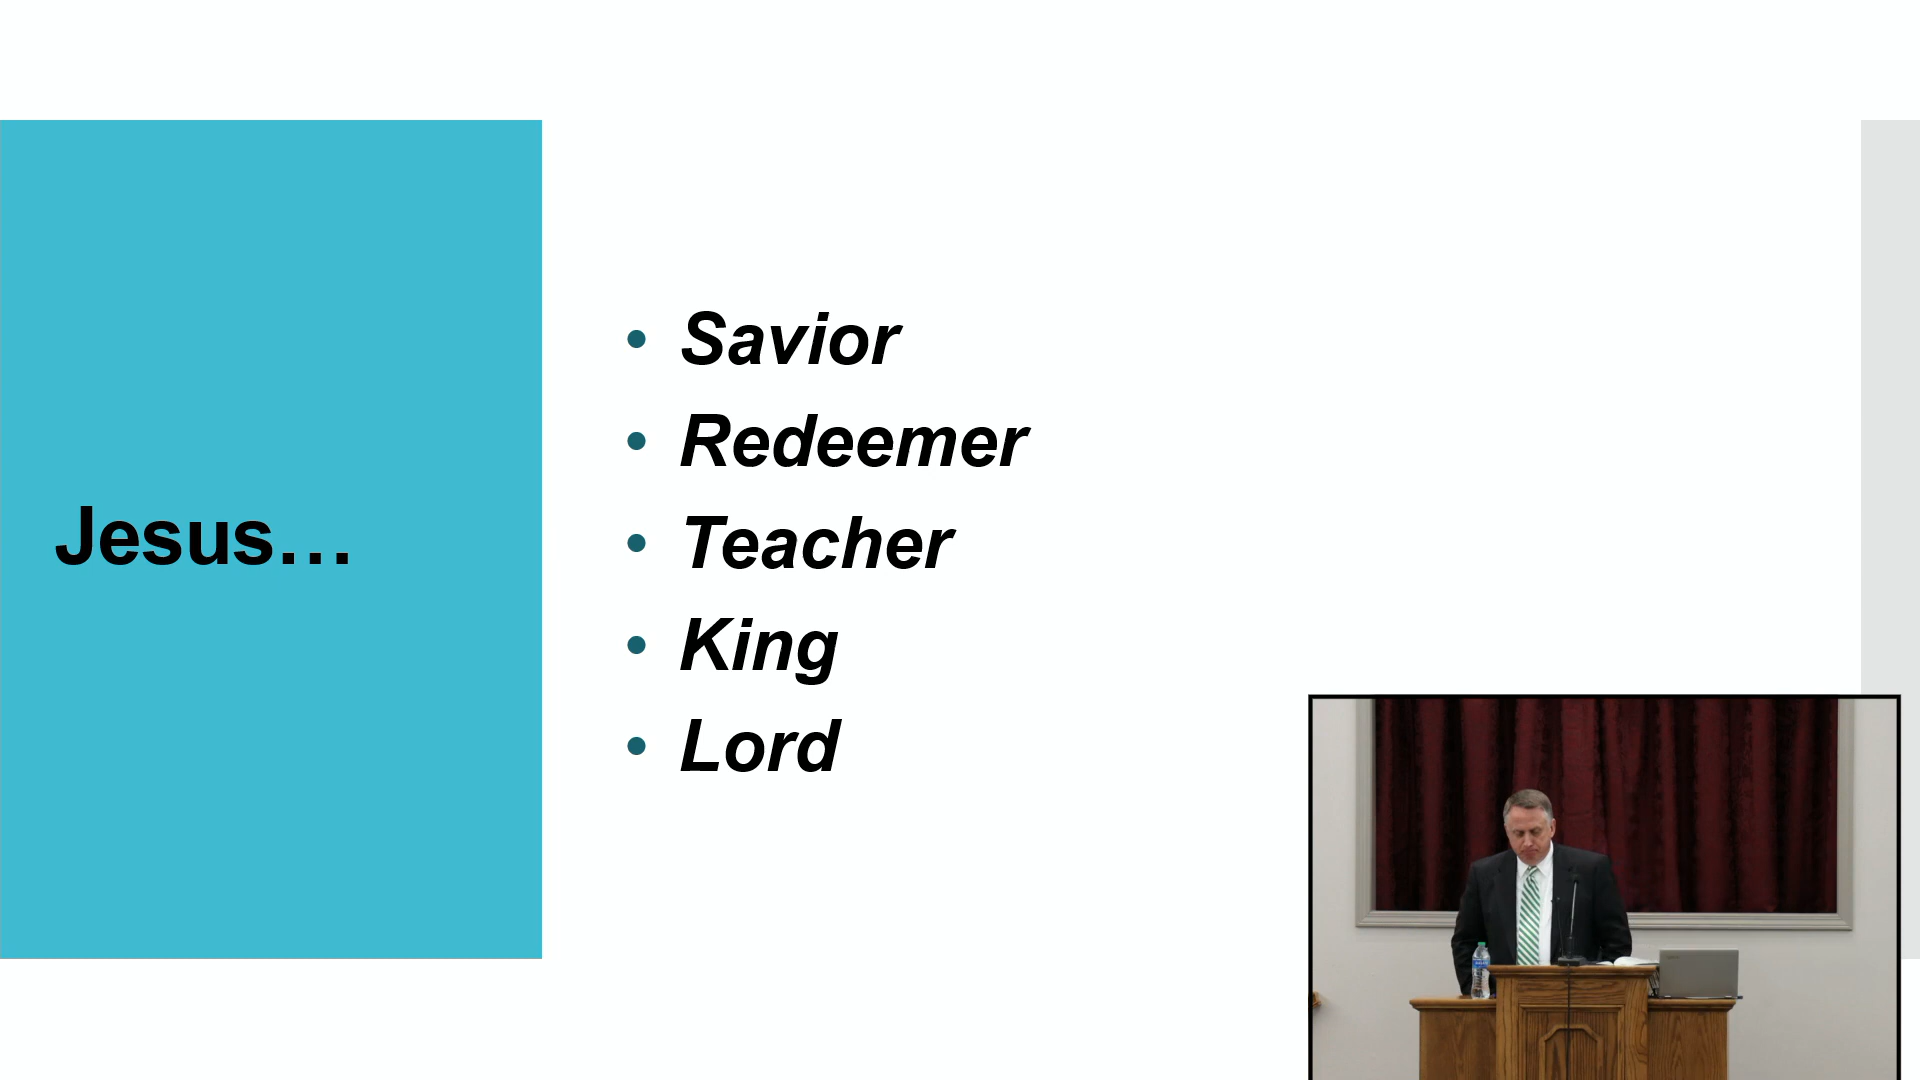 Jesus…
• Savior
• Redeemer
• Teacher
• King
• Lord